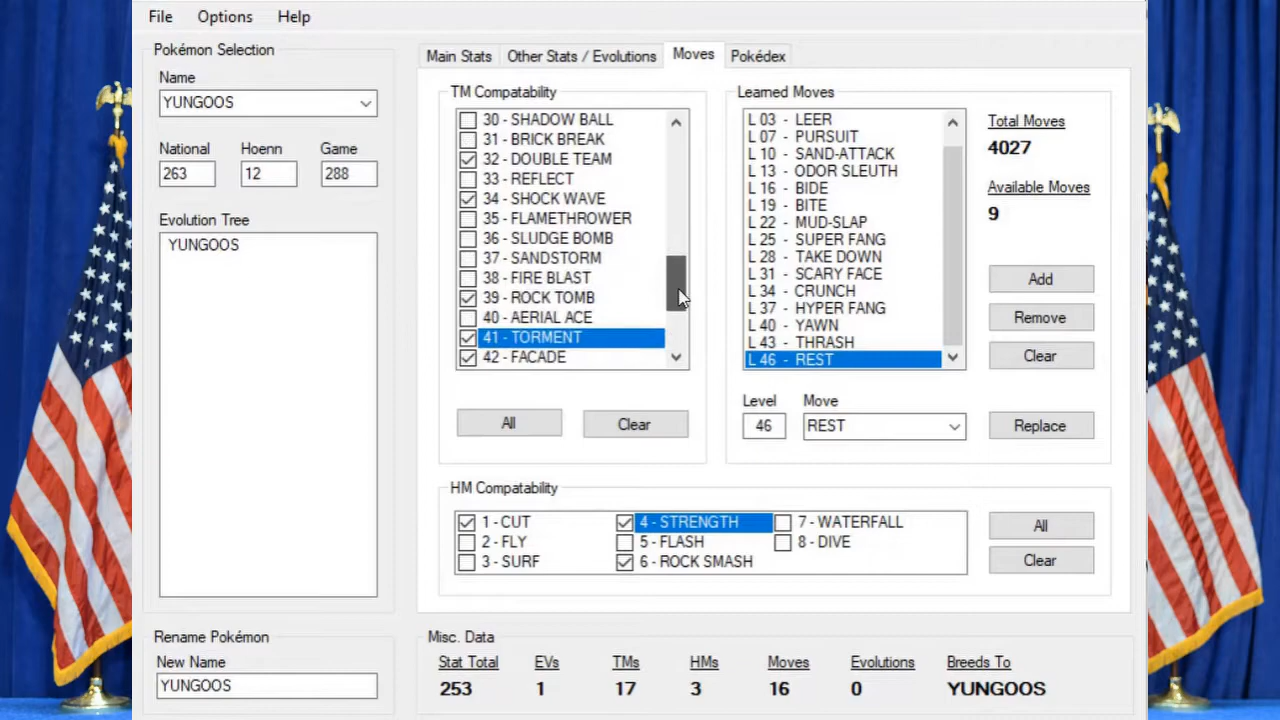 File Options Help
Pokémon Selection
Name
YUNGOOS
National Hoenn Game
263 12 288
Evolution Tree
YUNGOOS
Rename Pokémon
New Name
YUNGOOS
Main Stats Other Stats / Evolutions Moves Pokédex
TM Compatability
30 - SHADOW BALL
31 - BRICK BREAK
32 - DOUBLE TEAM
33 - REFLECT
34 - SHOCK WAVE
35 - FLAMETHROWER
36 - SLUDGE BOMB
37 - SANDSTORM
38 - FIRE BLAST
39 - ROCK TOMB
40 - AERIAL ACE
41 - TORMENT
42 - FACADE
All Clear
Learned Moves
L 03 - LEER
L 07 - PURSUIT
L 10 - SAND-ATTACK
L 13 - ODOR SLEUTH
L 16 - BIDE
L 19 - BITE
L 22 - MUD-SLAP
L 25 - SUPER FANG
L 28 - TAKE DOWN
L 31 - SCARY FACE
L 34 - CRUNCH
L 37 - HYPER FANG
L 40 - YAWN
L 43 - THRASH
L 46 - REST
Total Moves
4027
Available Moves
9
Add
Remove
Clear
Level Move
46 REST Replace
HM Compatability
1 - CUT 4 - STRENGTH 7 - WATERFALL
2 - FLY 5 - FLASH 8 - DIVE
3 - SURF 6 - ROCK SMASH
All
Clear
Misc. Data
Stat Total EVs TMs HMs Moves Evolutions Breeds To
253 1 17 3 16 0 YUNGOOS